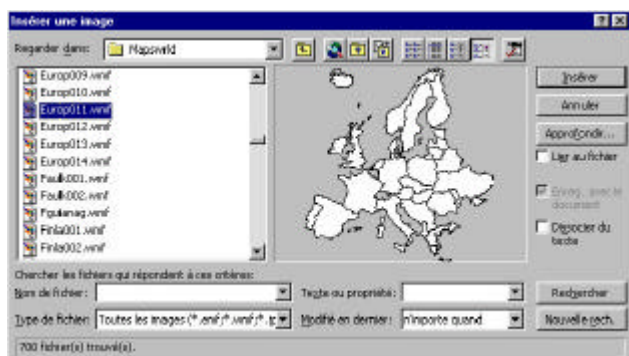 Insérer une image
Regarder dans: Mapswrld
Europ009.wmf
Europ010.wmf
Europ011.wmf
Europ012.wmf
Europ013.wmf
Europ014.wmf
Faulk001.wmf
Faulk002.wmf
Fguianag.wmf
Finla001.wmf
Finla002.wmf
Insérer
Annuler
Approfondir...
Lier au fichier
Enreg. avec le
document
Dissocier du
texte
Chercher les fichiers qui répondent à ces critères:
Nom de fichier: Texte ou propriété: Rechercher
Type de fichier: Toutes les images (*.emf;*.wmf;*. Modifié en dernier: n'importe quand Nouvelle rech.
700 fichier(s) trouvé(s).